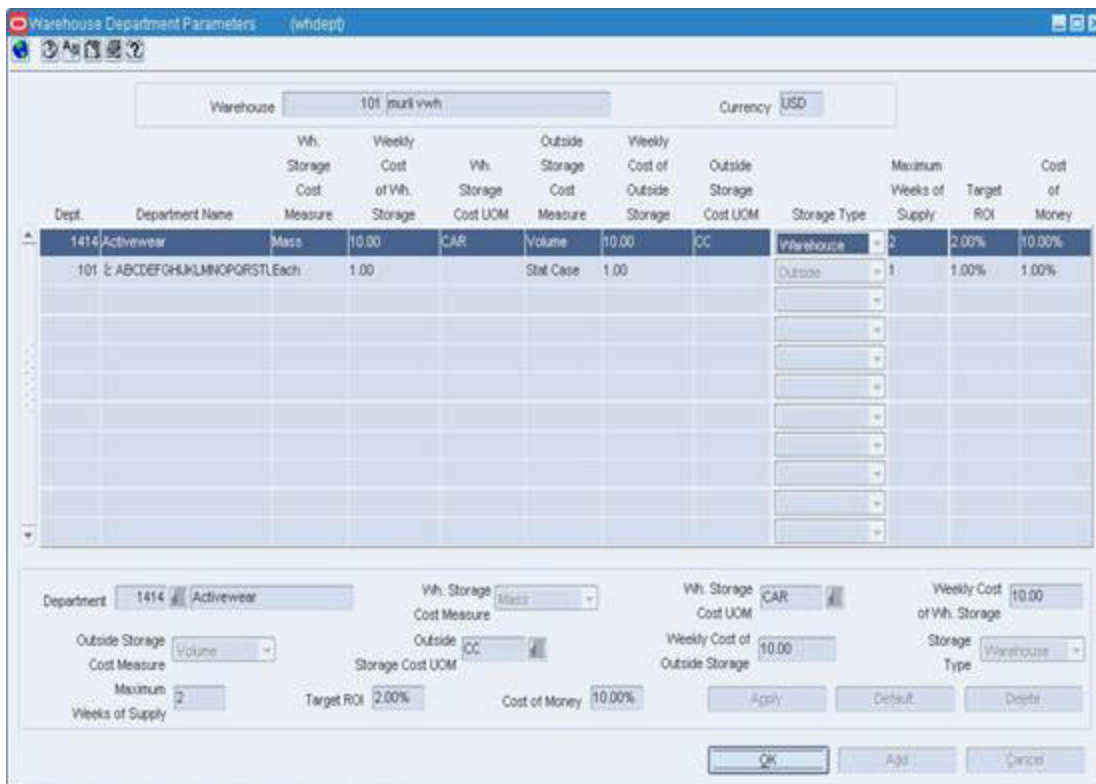 Warehouse Department Parameters (whdept)
Warehouse 101 murli vwh Currency USD
Wh. Storage Cost Measure
Weekly Cost of Wh. Storage
Wh. Storage Cost UOM
Outside Storage Cost Measure
Weekly Cost of Outside Storage
Outside Storage Cost UOM
Storage Type
Maximum Weeks of Supply
Target ROI
Cost of Money
Dept. Department Name
1414 Activewear Mass 10.00 CAR Volume 10.00 CC Warehouse 2 2.00% 10.00%
101 Each 1.00 Stat Case 1.00 Outside 1 1.00% 1.00%
Department 1414 Activewear
Wh. Storage Cost Measure Mass
Wh. Storage Cost UOM CAR
Weekly Cost of Wh. Storage 10.00
Outside Storage Cost Measure Volume
Outside Storage Cost UOM CC
Weekly Cost of Outside Storage 10.00
Storage Type Warehouse
Maximum Weeks of Supply 2
Target ROI 2.00%
Cost of Money 10.00%
Apply Default Delete
OK Add Cancel